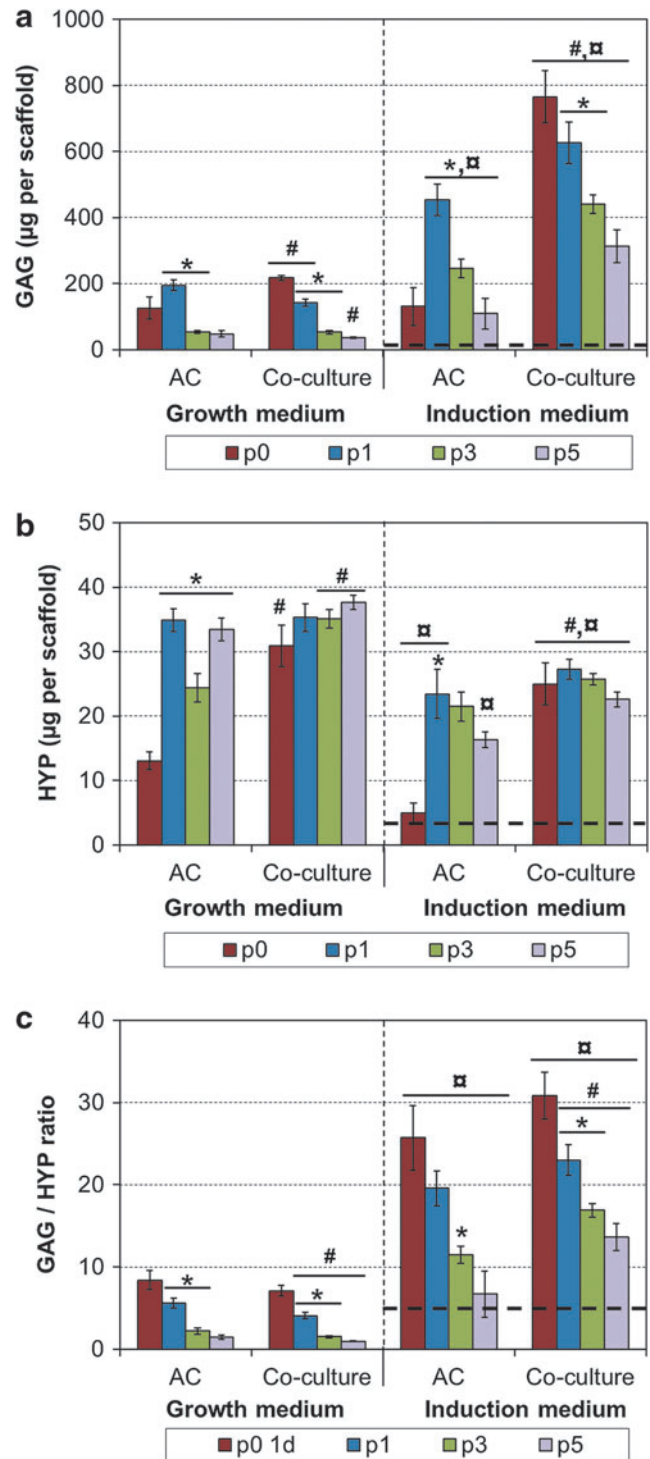 a
GAG (µg per scaffold)
1000
800
600
400
200
0
*
#
*
#
*,¤
#,¤
*
AC
Co-culture
AC
Co-culture
Growth medium
Induction medium
p0
p1
p3
p5
b
HYP (µg per scaffold)
50
40
30
20
10
0
*
#
#
¤
*
¤
#,¤
AC
Co-culture
AC
Co-culture
Growth medium
Induction medium
p0
p1
p3
p5
c
GAG / HYP ratio
40
30
20
10
0
*
#
*
¤
*
¤
#
*
AC
Co-culture
AC
Co-culture
Growth medium
Induction medium
p0 1d
p1
p3
p5